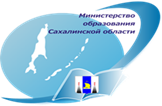 Министерство
образования
Сахалинской области